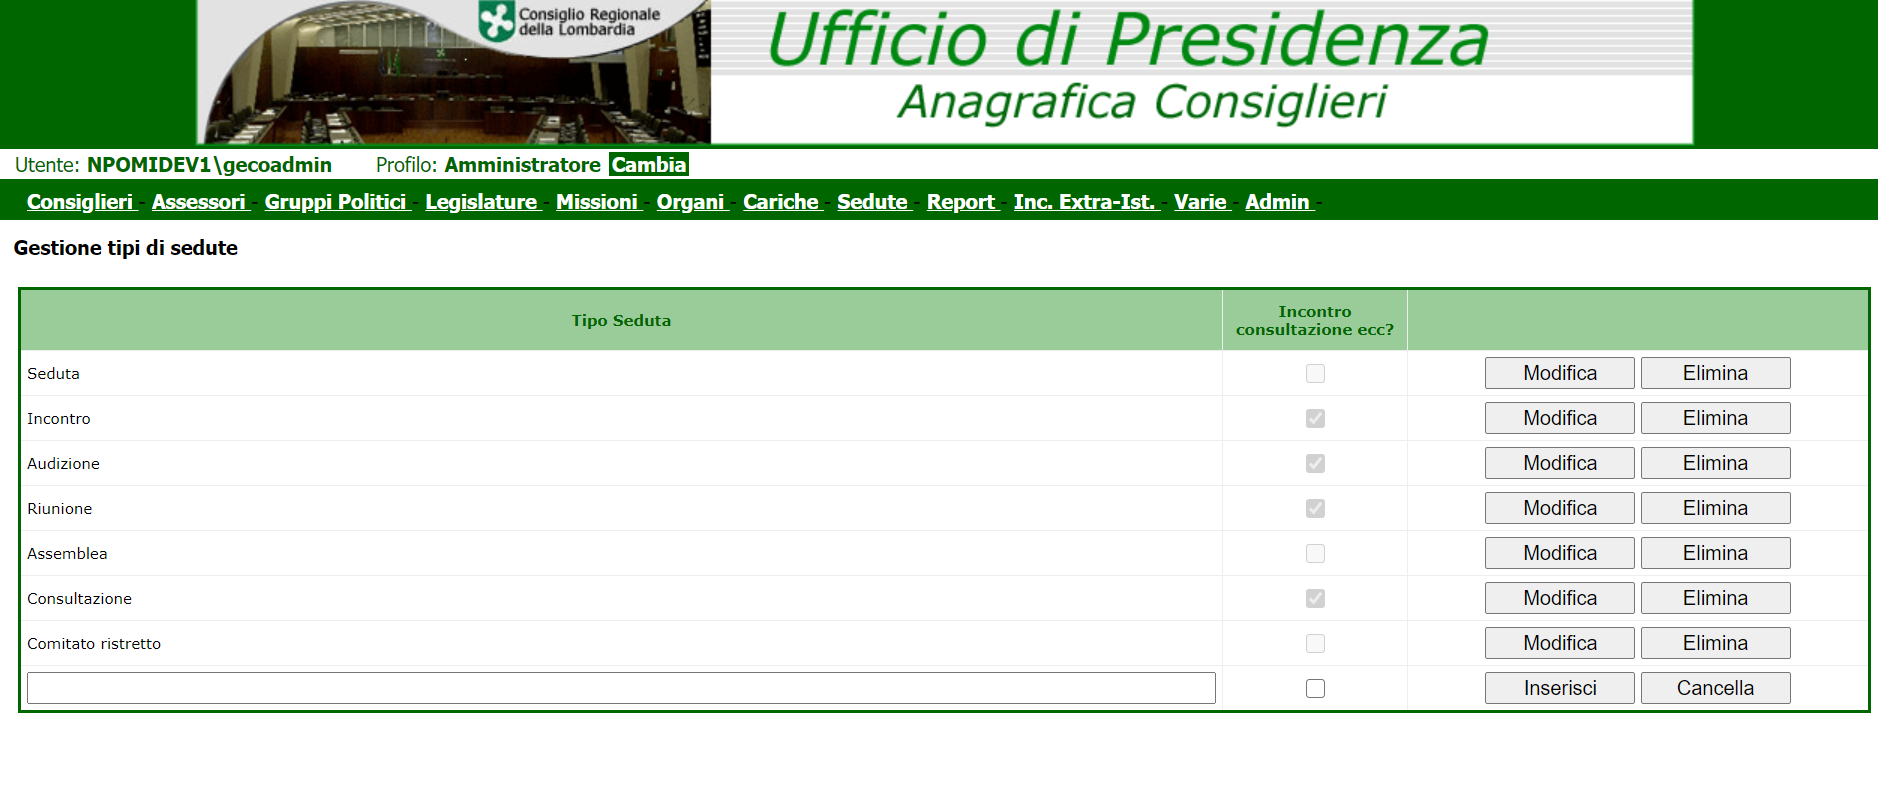 Consiglio Regionale
della Lombardia
Ufficio di Presidenza
Anagrafica Consiglieri
Utente: NPOMIDEV1\gecoadmin Profilo: Amministratore Cambia
Consiglieri - Assessori - Gruppi Politici - Legislature - Missioni - Organi - Cariche - Sedute - Report - Inc. Extra-Ist. - Varie - Admin -
Gestione tipi di sedute
Tipo Seduta Incontro
consultazione ecc?
Seduta Modifica Elimina
Incontro Modifica Elimina
Audizione Modifica Elimina
Riunione Modifica Elimina
Assemblea Modifica Elimina
Consultazione Modifica Elimina
Comitato ristretto Modifica Elimina
Inserisci Cancella